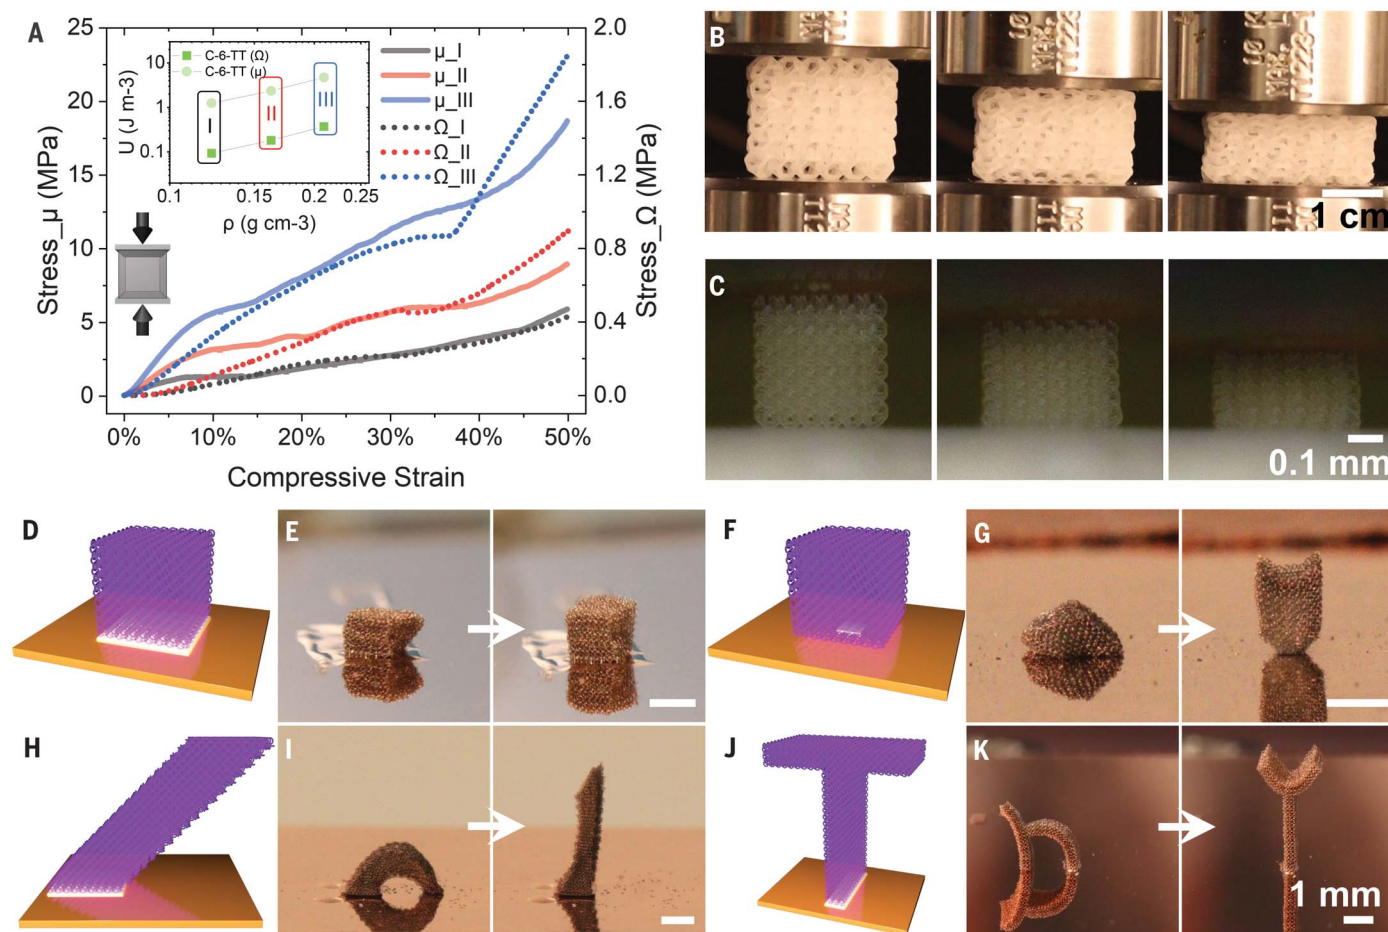 A
25
20
15
10
5
0
Stress_μ (MPa)
2.0
1.6
1.2
0.8
0.4
0.0
Stress_Ω (MPa)
0%
10%
20%
30%
40%
50%
Compressive Strain
C-6-TT (Ω)
C-6-TT (μ)
10
1
0.1
U (J m-3)
I
II
III
0.1
0.2
0.25
ρ (g cm-3)
μ_I
μ_II
μ_III
Ω_I
Ω_II
Ω_III
B
1 cm
C
0.1 mm
D
E
F
G
H
I
J
K
1 mm